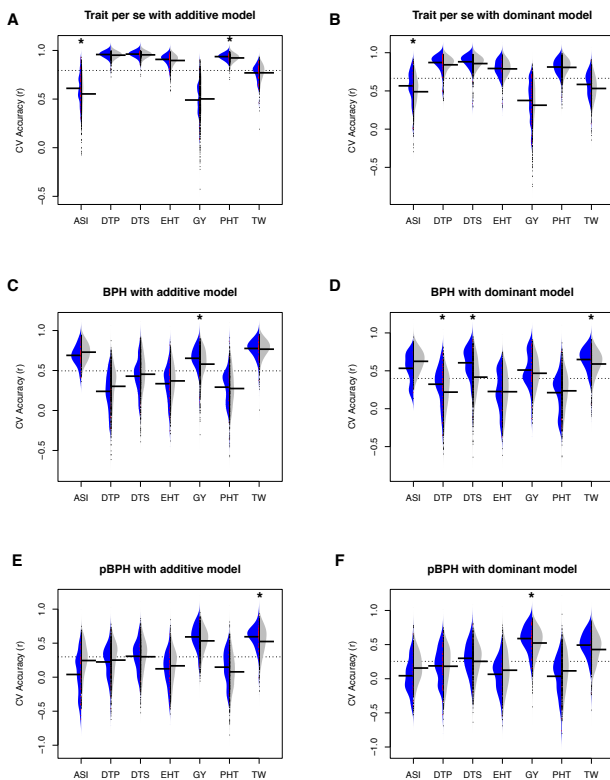 A
Trait per se with additive model
*
*
CV Accuracy (r)
1.0
0.5
0.0
−0.5
ASI DTP DTS EHT GY PHT TW
B
Trait per se with dominant model
*
CV Accuracy (r)
1.0
0.5
0.0
−0.5
ASI DTP DTS EHT GY PHT TW
C
BPH with additive model
*
CV Accuracy (r)
1.0
0.5
0.0
−0.5
ASI DTP DTS EHT GY PHT TW
D
BPH with dominant model
* * *
CV Accuracy (r)
1.0
0.5
0.0
−0.5
ASI DTP DTS EHT GY PHT TW
E
pBPH with additive model
*
CV Accuracy (r)
1.0
0.5
0.0
−0.5
−1.0
ASI DTP DTS EHT GY PHT TW
F
pBPH with dominant model
*
CV Accuracy (r)
1.0
0.5
0.0
−0.5
−1.0
ASI DTP DTS EHT GY PHT TW